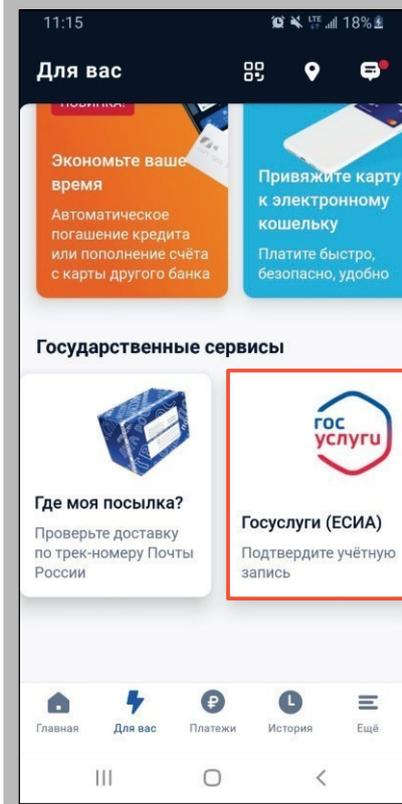 11:15
LTE
18%
Для вас
НОВИНКА!
Экономьте ваше
время
Автоматическое
погашение кредита
или пополнение счёта
с карты другого банка
Привяжите карту
к электронному
кошельку
Платите быстро,
безопасно, удобно
Государственные сервисы
Где моя посылка?
Проверьте доставку
по трек-номеру Почты
России
гос
услуги
Госуслуги (ЕСИА)
Подтвердите учётную
запись
Главная
Для вас
Платежи
История
Ещё